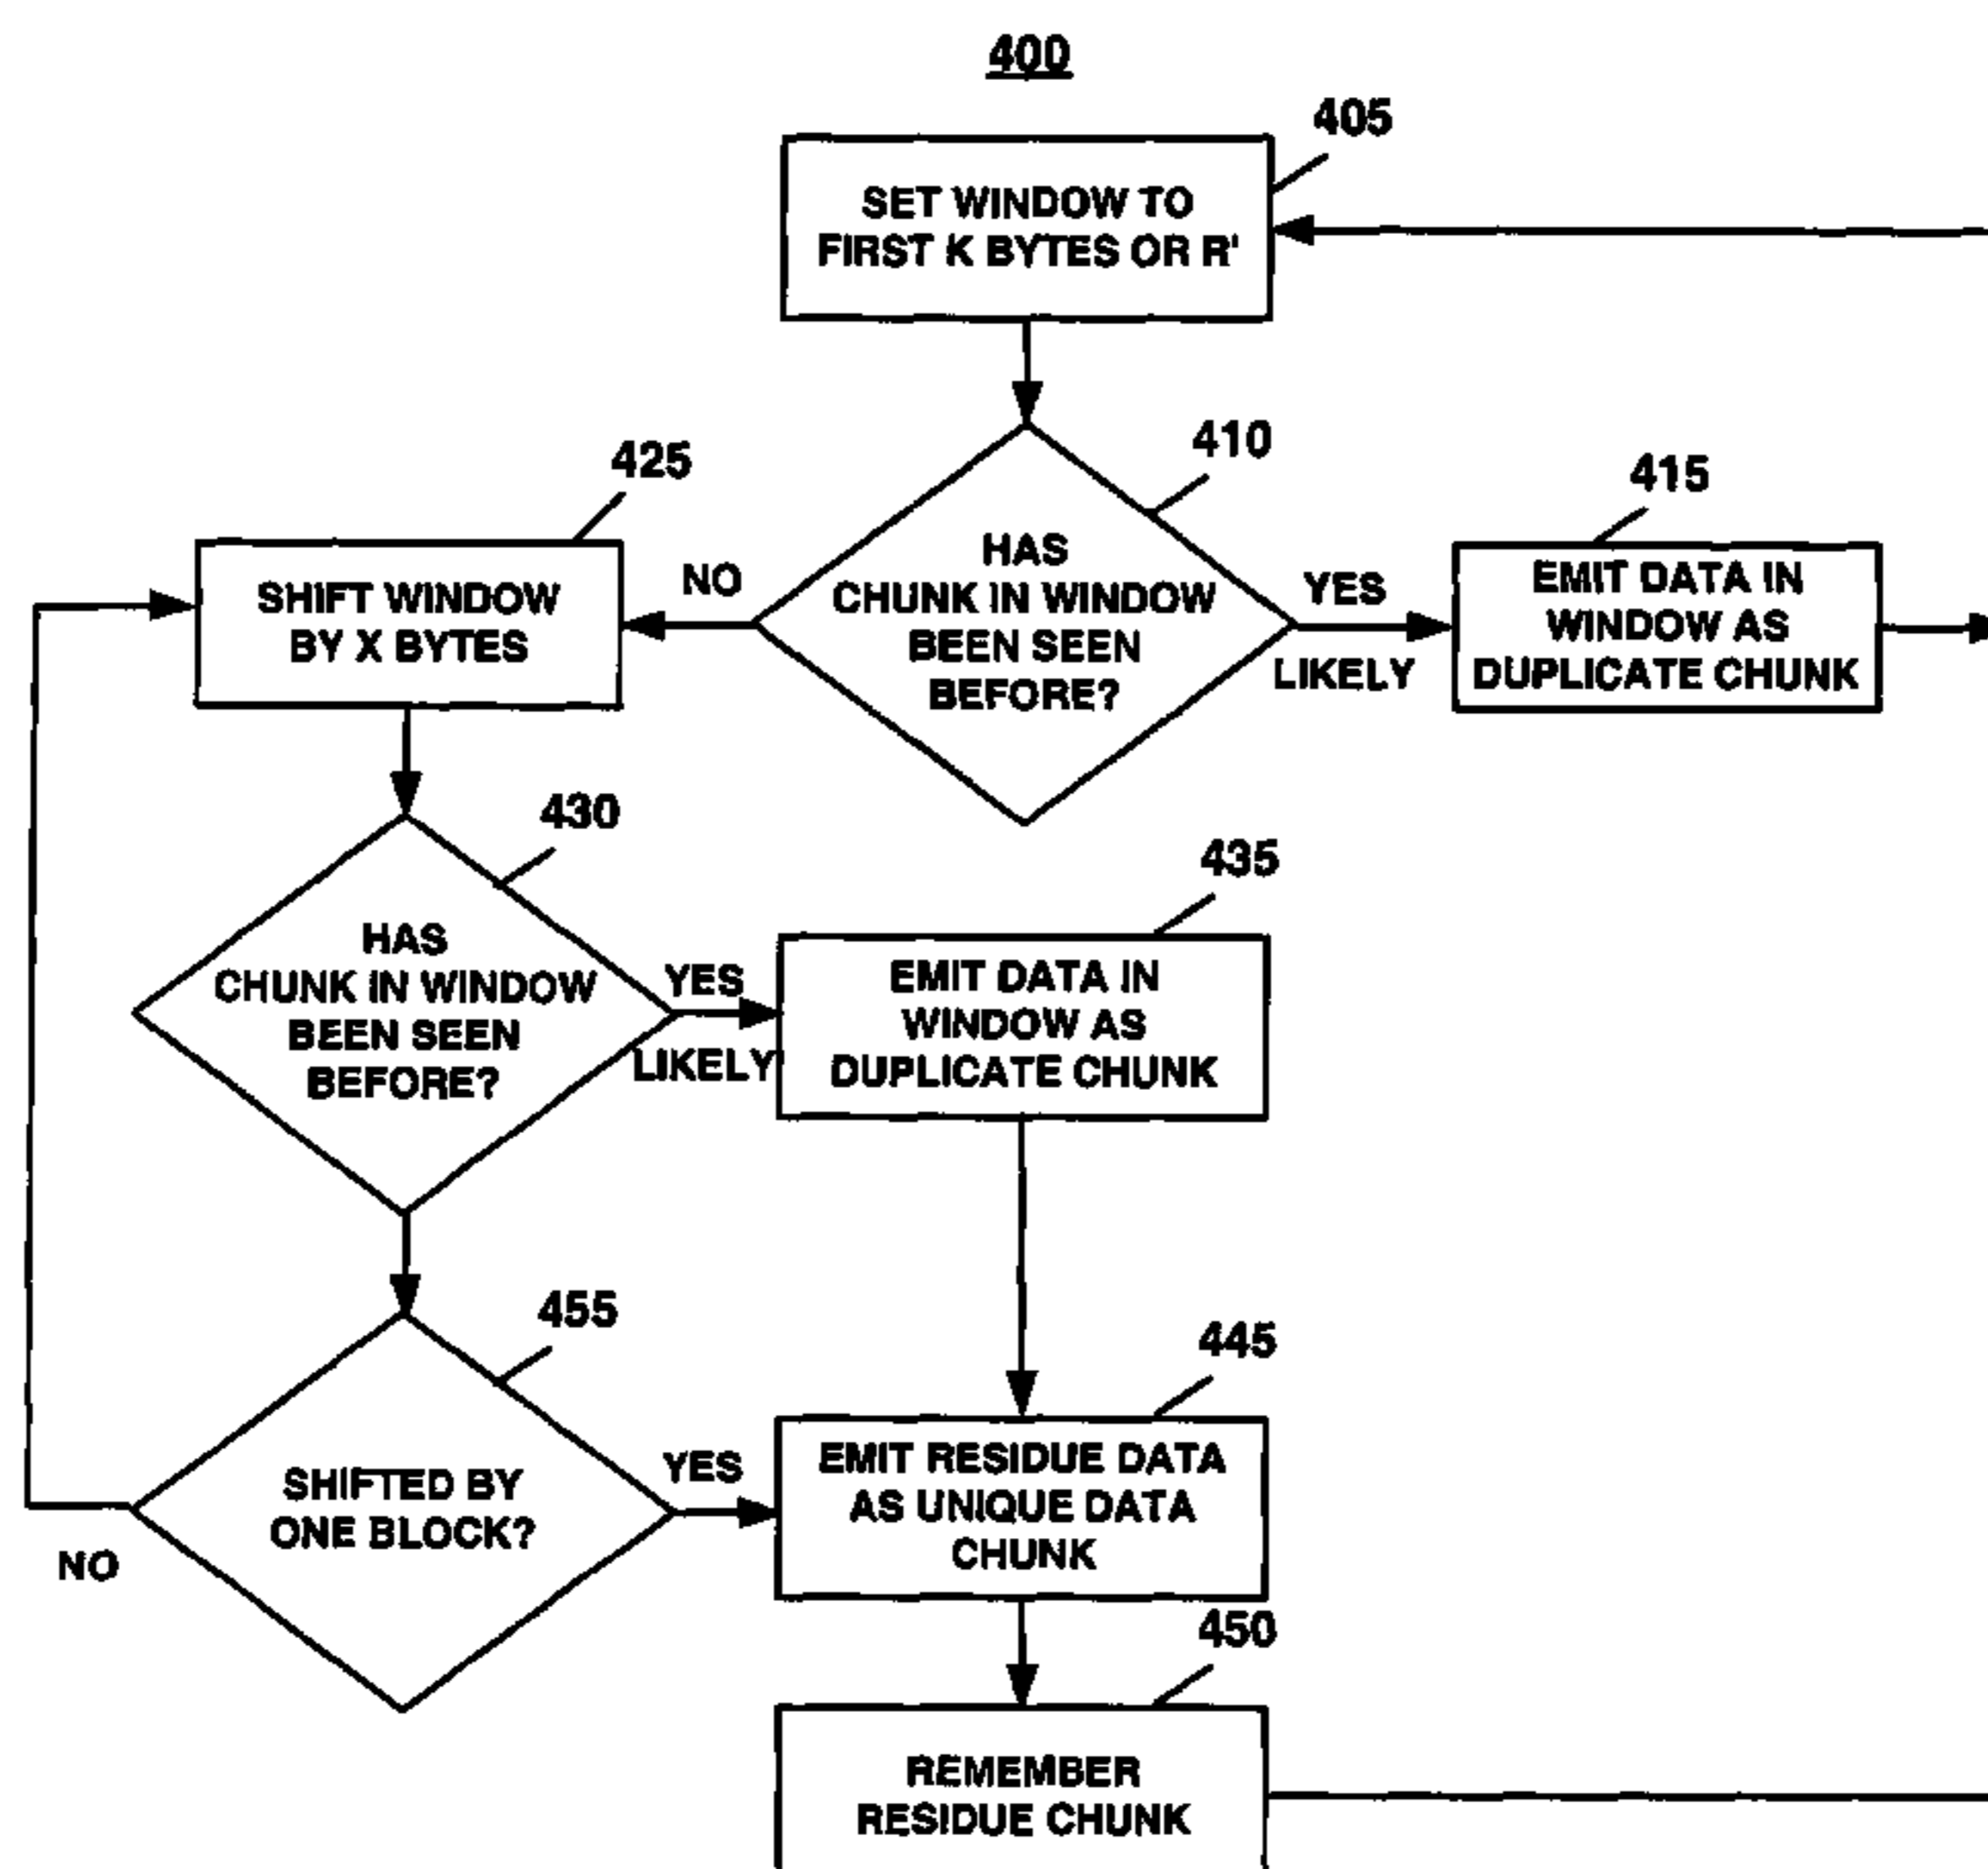 400
405
SET WINDOW TO
FIRST K BYTES OR R'
410
HAS
CHUNK IN WINDOW
BEEN SEEN
BEFORE?
NO
YES
LIKELY
415
EMIT DATA IN
WINDOW AS
DUPLICATE CHUNK
425
SHIFT WINDOW
BY X BYTES
430
HAS
CHUNK IN WINDOW
BEEN SEEN
BEFORE?
YES
LIKELY
435
EMIT DATA IN
WINDOW AS
DUPLICATE CHUNK
455
SHIFTED BY
ONE BLOCK?
NO
YES
445
EMIT RESIDUE DATA
AS UNIQUE DATA
CHUNK
450
REMEMBER
RESIDUE CHUNK